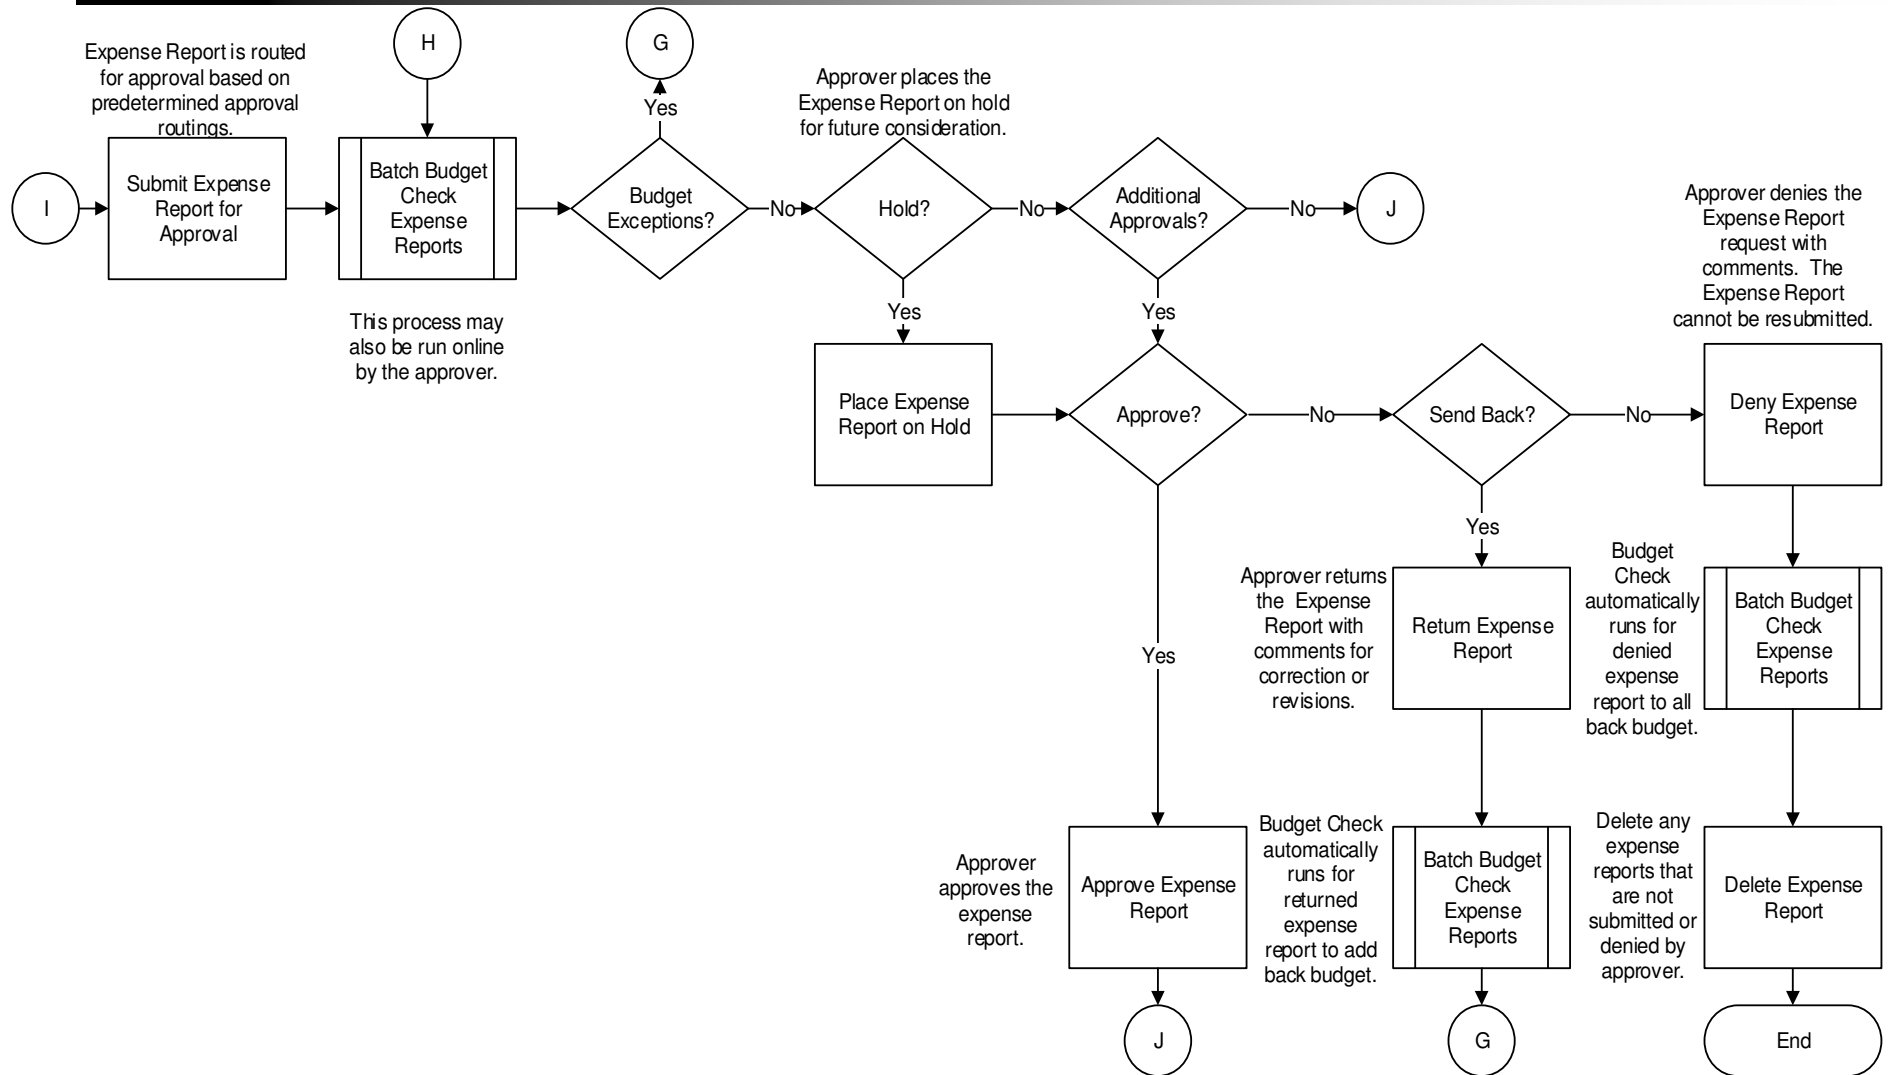 H
G
Expense Report is routed
for approval based on
predetermined approval
routings.
Yes
Approver places the
Expense Report on hold
for future consideration.
I
Submit Expense
Report for
Approval
Batch Budget
Check
Expense
Reports
Budget
Exceptions?
No
Hold?
No
Additional
Approvals?
No
J
Approver denies the
Expense Report
request with
comments. The
Expense Report
cannot be resubmitted.
This process may
also be run online
by the approver.
Yes
Yes
Place Expense
Report on Hold
Approve?
No
Send Back?
No
Deny Expense
Report
Yes
Yes
Approver returns
the Expense
Report with
comments for
correction or
revisions.
Return Expense
Report
Budget
Check
automatically
runs for
denied
expense
report to all
back budget.
Batch Budget
Check
Expense
Reports
Approver
approves the
expense
report.
Approve Expense
Report
Budget Check
automatically
runs for
returned
expense
report to add
back budget.
Batch Budget
Check
Expense
Reports
Delete any
expense
reports that
are not
submitted or
denied by
approver.
Delete Expense
Report
J
G
End